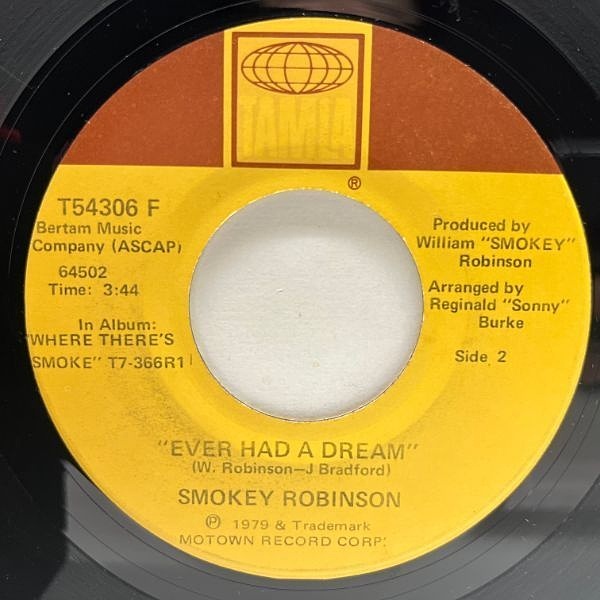 TAMLA
®
T54306 F
Bertam Music
Company (ASCAP)
64502
Time: 3:44
In Album:
"WHERE THERE'S
SMOKE" T7-366R1
Produced by
William "SMOKEY"
Robinson
Arranged by
Reginald "Sonny"
Burke
Side 2
"EVER HAD A DREAM"
(W. Robinson—J Bradford)
SMOKEY ROBINSON
℗ 1979 & Trademark
MOTOWN RECORD CORP.